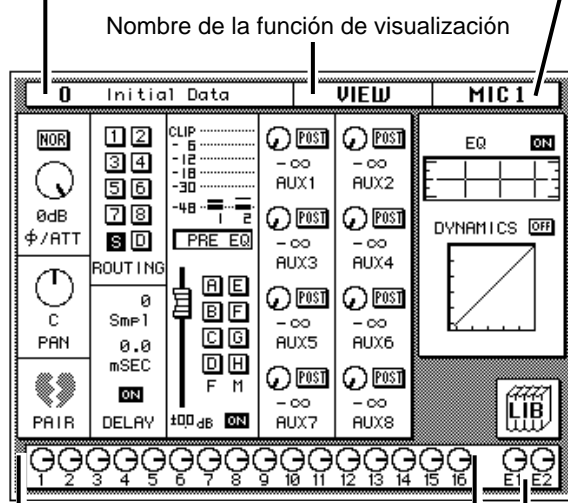 Nombre de la función de visualización
0 Initial Data VIEW MIC 1
NOR
0dB
φ/ATT
C
PAN
PAIR
1 2
3 4
5 6
7 8
S D
ROUTING
0
Smpl
0.0
mSEC
ON
DELAY
CLIP
- 6
-12
-18
-30
-48
1 2
PRE EQ
A E
B F
C G
D H
F M
±0.0 dB ON
POST POST
-∞ -∞
AUX1 AUX2
POST POST
-∞ -∞
AUX3 AUX4
POST POST
-∞ -∞
AUX5 AUX6
POST POST
-∞ -∞
AUX7 AUX8
EQ ON
DYNAMICS OFF
LIB
1 2 3 4 5 6 7 8 9 10 11 12 13 14 15 16 E1 E2